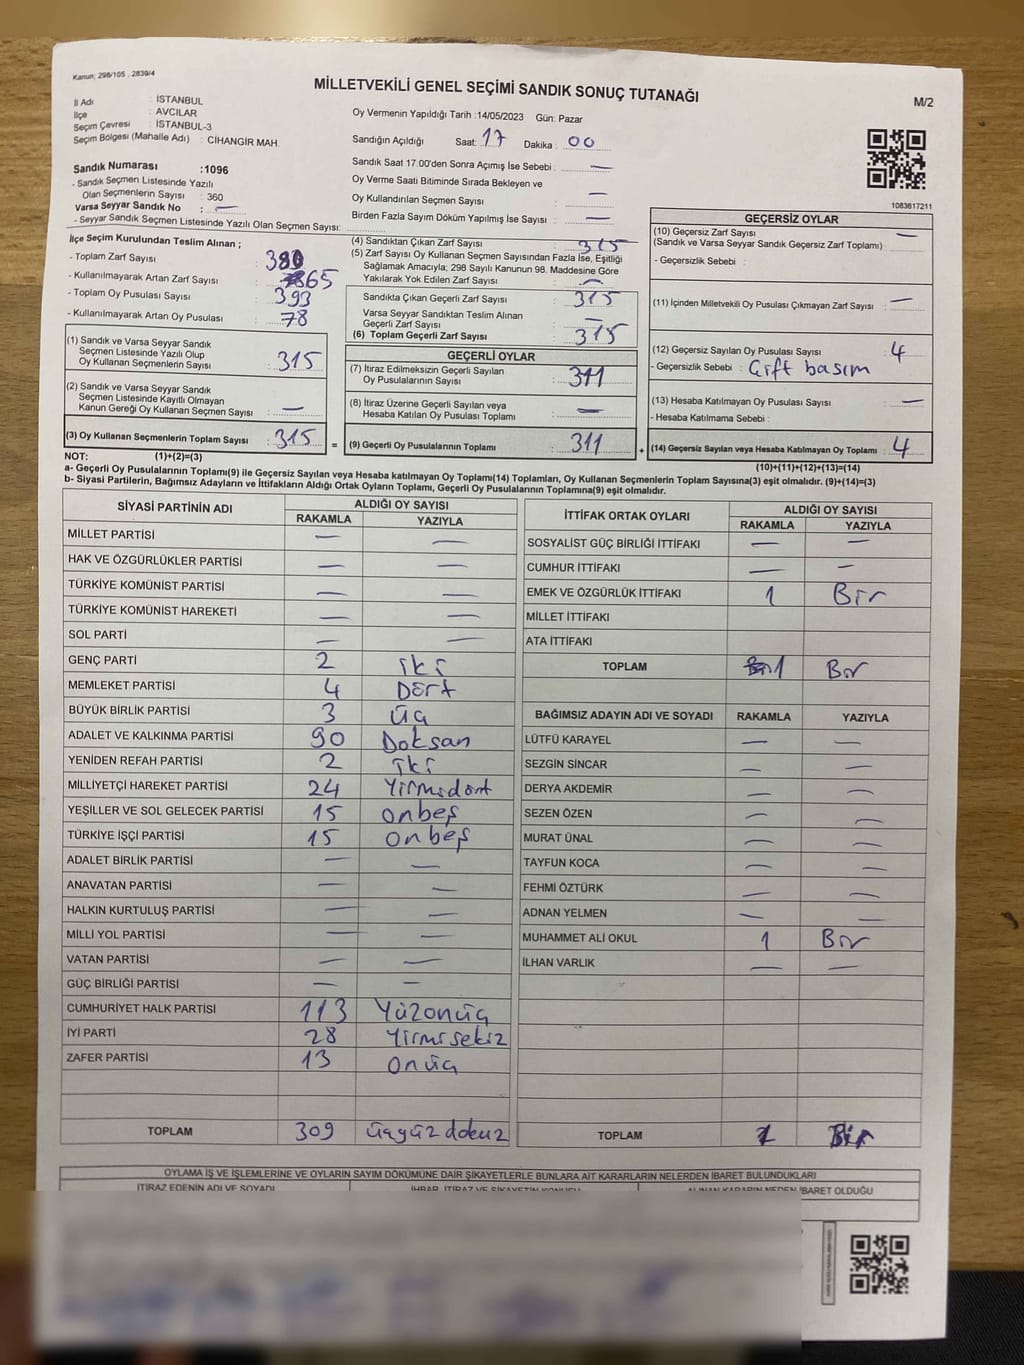 Kanun; 298/105 , 2839/4
MİLLETVEKİLİ GENEL SEÇİMİ SANDIK SONUÇ TUTANAĞI
M/2
İl Adı : İSTANBUL
İlçe : AVCILAR
Seçim Çevresi : İSTANBUL-3
Seçim Bölgesi (Mahalle Adı) : CİHANGİR MAH.
Sandık Numarası :1096
- Sandık Seçmen Listesinde Yazılı
Olan Seçmenlerin Sayısı : 360
Varsa Seyyar Sandık No : —
- Seyyar Sandık Seçmen Listesinde Yazılı Olan Seçmen Sayısı:
Oy Vermenin Yapıldığı Tarih :14/05/2023 Gün: Pazar
Sandığın Açıldığı Saat: 17 Dakika : 00
Sandık Saat 17:00'den Sonra Açımış İse Sebebi : —
Oy Verme Saati Bitiminde Sırada Bekleyen ve
Oy Kullandırılan Seçmen Sayısı : —
Birden Fazla Sayım Döküm Yapılmış İse Sayısı : —
1083617211
İlçe Seçim Kurulundan Teslim Alınan ;
- Toplam Zarf Sayısı : 380
- Kullanılmayarak Artan Zarf Sayısı : 65
- Toplam Oy Pusulası Sayısı : 393
- Kullanılmayarak Artan Oy Pusulası : 78
(1) Sandık ve Varsa Seyyar Sandık
Seçmen Listesinde Yazılı Olup
Oy Kullanan Seçmenlerin Sayısı : 315
(2) Sandık ve Varsa Seyyar Sandık
Seçmen Listesinde Kayıtlı Olmayan
Kanun Gereği Oy Kullanan Seçmen Sayısı : —
(3) Oy Kullanan Seçmenlerin Toplam Sayısı : 315 =
(4) Sandıktan Çıkan Zarf Sayısı : 315
(5) Zarf Sayısı Oy Kullanan Seçmen Sayısından Fazla İse, Eşitliği
Sağlamak Amacıyla; 298 Sayılı Kanunun 98. Maddesine Göre
Yakılarak Yok Edilen Zarf Sayısı : —
Sandıkta Çıkan Geçerli Zarf Sayısı : 315
Varsa Seyyar Sandıktan Teslim Alınan
Geçerli Zarf Sayısı : —
(6) Toplam Geçerli Zarf Sayısı : 315
GEÇERLİ OYLAR
(7) İtiraz Edilmeksizin Geçerli Sayılan
Oy Pusulalarının Sayısı : 311
(8) İtiraz Üzerine Geçerli Sayılan veya
Hesaba Katılan Oy Pusulası Toplamı : —
(9) Geçerli Oy Pusulalarının Toplamı : 311 +
GEÇERSİZ OYLAR
(10) Geçersiz Zarf Sayısı : —
(Sandık ve Varsa Seyyar Sandık Geçersiz Zarf Toplamı)
- Geçersizlik Sebebi :
(11) İçinden Milletvekili Oy Pusulası Çıkmayan Zarf Sayısı : —
(12) Geçersiz Sayılan Oy Pusulası Sayısı : 4
- Geçersizlik Sebebi : Çift basım
(13) Hesaba Katılmayan Oy Pusulası Sayısı : —
- Hesaba Katılmama Sebebi :
(14) Geçersiz Sayılan veya Hesaba Katılmayan Oy Toplamı : 4
NOT: (1)+(2)=(3)
(10)+(11)+(12)+(13)=(14)
a- Geçerli Oy Pusulalarının Toplamı(9) ile Geçersiz Sayılan veya Hesaba katılmayan Oy Toplamı(14) Toplamları, Oy Kullanan Seçmenlerin Toplam Sayısına(3) eşit olmalıdır. (9)+(14)=(3)
b- Siyasi Partilerin, Bağımsız Adayların ve İttifakların Aldığı Ortak Oyların Toplamı, Geçerli Oy Pusulalarının Toplamına(9) eşit olmalıdır.
SİYASİ PARTİNİN ADI ALDIĞI OY SAYISI
RAKAMLA YAZIYLA
MİLLET PARTİSİ — —
HAK VE ÖZGÜRLÜKLER PARTİSİ — —
TÜRKİYE KOMÜNİST PARTİSİ — —
TÜRKİYE KOMÜNİST HAREKETİ — —
SOL PARTİ — —
GENÇ PARTİ 2 iki
MEMLEKET PARTİSİ 4 Dört
BÜYÜK BİRLİK PARTİSİ 3 üç
ADALET VE KALKINMA PARTİSİ 90 Doksan
YENİDEN REFAH PARTİSİ 2 iki
MİLLİYETÇİ HAREKET PARTİSİ 24 Yirmidört
YEŞİLLER VE SOL GELECEK PARTİSİ 15 onbeş
TÜRKİYE İŞÇİ PARTİSİ 15 onbeş
ADALET BİRLİK PARTİSİ — —
ANAVATAN PARTİSİ — —
HALKIN KURTULUŞ PARTİSİ — —
MİLLİ YOL PARTİSİ — —
VATAN PARTİSİ — —
GÜÇ BİRLİĞİ PARTİSİ — —
CUMHURİYET HALK PARTİSİ 113 Yüzonüç
İYİ PARTİ 28 Yirmisekiz
ZAFER PARTİSİ 13 onüç
TOPLAM 309 üçyüz dokuz
İTTİFAK ORTAK OYLARI ALDIĞI OY SAYISI
RAKAMLA YAZIYLA
SOSYALİST GÜÇ BİRLİĞİ İTTİFAKI — —
CUMHUR İTTİFAKI — —
EMEK VE ÖZGÜRLÜK İTTİFAKI 1 Bir
MİLLET İTTİFAKI
ATA İTTİFAKI
TOPLAM 1 Bir
BAĞIMSIZ ADAYIN ADI VE SOYADI RAKAMLA YAZIYLA
LÜTFÜ KARAYEL — —
SEZGİN SİNCAR — —
DERYA AKDEMİR — —
SEZEN ÖZEN — —
MURAT ÜNAL — —
TAYFUN KOCA — —
FEHMİ ÖZTÜRK — —
ADNAN YELMEN — —
MUHAMMET ALİ OKUL 1 Bir
İLHAN VARLIK — —
TOPLAM 1 Bir
OYLAMA İŞ VE İŞLEMLERİNE VE OYLARIN SAYIM DÖKÜMÜNE DAİR ŞİKAYETLERLE BUNLARA AİT KARARLARIN NELERDEN İBARET BULUNDUKLARI
İTİRAZ EDENİN ADI VE SOYADI İHBAR, İTİRAZ VE ŞİKAYETİN KONUSU ALINAN KARARIN NEDEN İBARET OLDUĞU